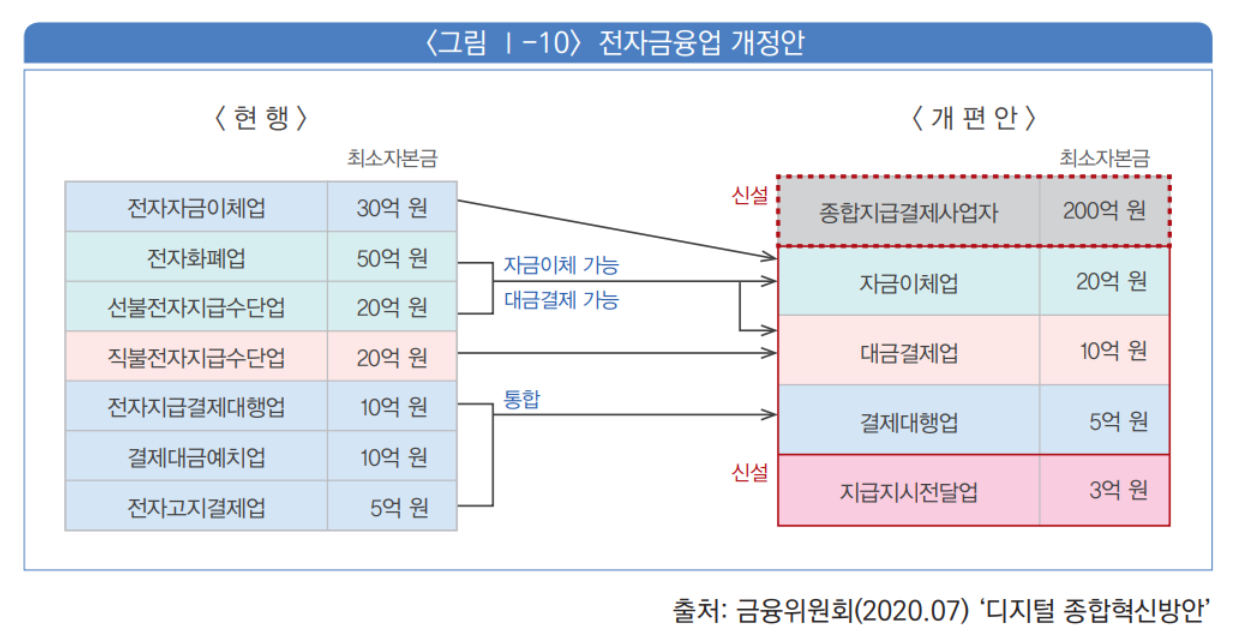 〈그림 Ⅰ-10〉 전자금융업 개정안
〈 현 행 〉
최소자본금
전자자금이체업 30억 원
전자화폐업 50억 원
선불전자지급수단업 20억 원
직불전자지급수단업 20억 원
전자지급결제대행업 10억 원
결제대금예치업 10억 원
전자고지결제업 5억 원
자금이체 가능
대금결제 가능
통합
〈 개 편 안 〉
최소자본금
신설
종합지급결제사업자 200억 원
자금이체업 20억 원
대금결제업 10억 원
결제대행업 5억 원
신설
지급지시전달업 3억 원
출처: 금융위원회(2020.07) ‘디지털 종합혁신방안’